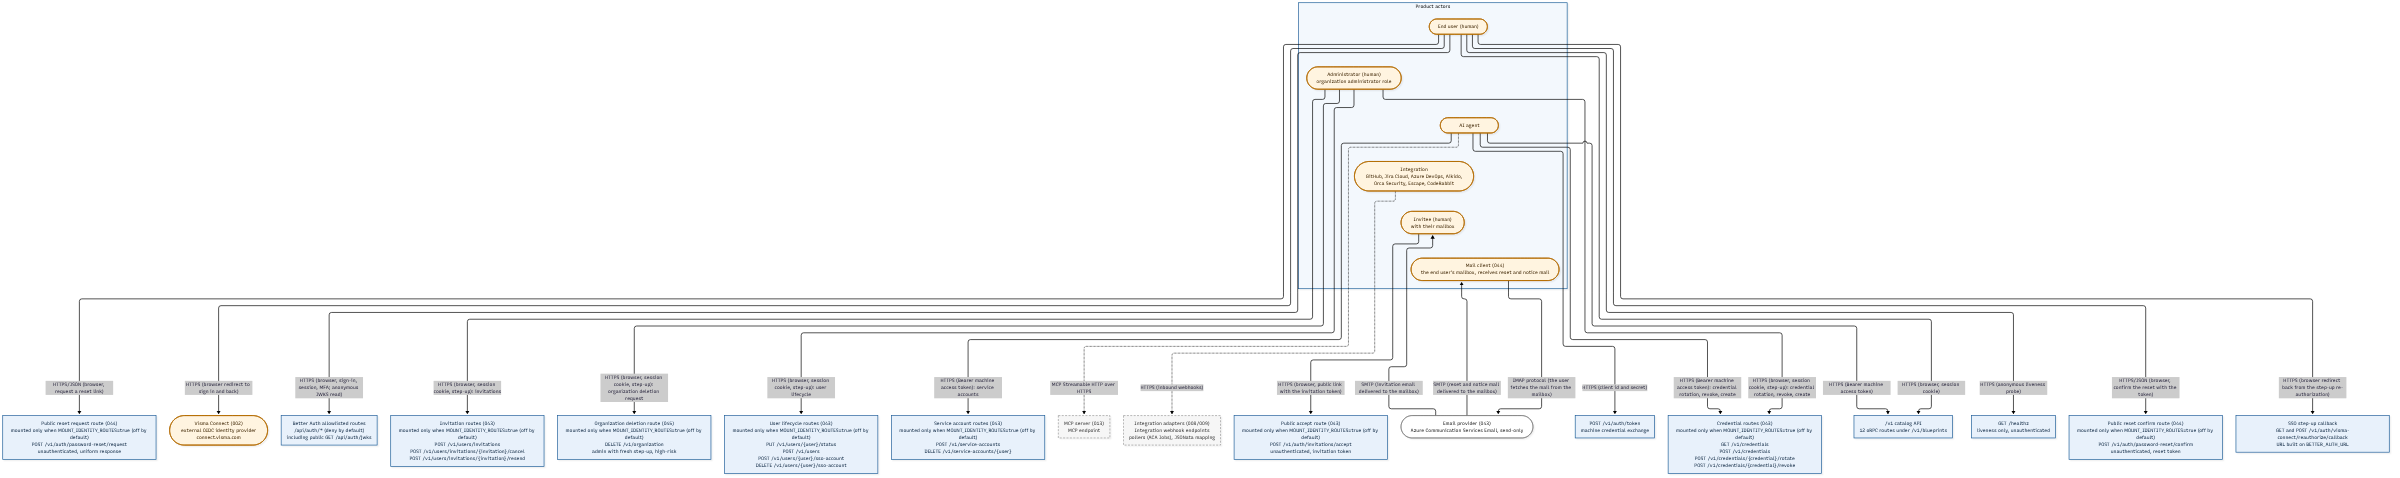 Product actors
End user (human)
Administrator (human)
organization administrator role
AI agent
Integration
GitHub, Jira Cloud, Azure DevOps, Aikido,
Orca Security, Escape, CodeRabbit
Invitee (human)
with their mailbox
Mail client (044)
the end user's mailbox, receives reset and notice mail
HTTPS/JSON (browser,
request a reset link)
HTTPS (browser redirect to
sign in and back)
HTTPS (browser, sign-in,
session, MFA; anonymous
JWKS read)
HTTPS (browser, session
cookie, step-up): invitations
HTTPS (browser, session
cookie, step-up):
organization deletion
request
HTTPS (browser, session
cookie, step-up): user
lifecycle
HTTPS (bearer machine
access token): service
accounts
MCP Streamable HTTP over
HTTPS
HTTPS (inbound webhooks)
HTTPS (browser, public link
with the invitation token)
SMTP (invitation email
delivered to the mailbox)
SMTP (reset and notice mail
delivered to the mailbox)
IMAP protocol (the user
fetches the mail from the
mailbox)
HTTPS (client id and secret)
HTTPS (bearer machine
access token): credential
rotation, revoke, create
HTTPS (browser, session
cookie, step-up): credential
rotation, revoke, create
HTTPS (bearer machine
access token)
HTTPS (browser, session
cookie)
HTTPS (anonymous liveness
probe)
HTTPS/JSON (browser,
confirm the reset with the
token)
HTTPS (browser redirect
back from the step-up re-
authorization)
Public reset request route (044)
mounted only when MOUNT_IDENTITY_ROUTES=true (off by
default)
POST /v1/auth/password-reset/request
unauthenticated, uniform response
Visma Connect (002)
external OIDC identity provider
connect.visma.com
Better Auth allowlisted routes
/api/auth/* (deny by default)
including public GET /api/auth/jwks
Invitation routes (043)
mounted only when MOUNT_IDENTITY_ROUTES=true (off by
default)
POST /v1/users/invitations
POST /v1/users/invitations/{invitation}/cancel
POST /v1/users/invitations/{invitation}/resend
Organization deletion route (045)
mounted only when MOUNT_IDENTITY_ROUTES=true (off by
default)
DELETE /v1/organization
admin with fresh step-up, high-risk
User lifecycle routes (043)
mounted only when MOUNT_IDENTITY_ROUTES=true (off by
default)
PUT /v1/users/{user}/status
POST /v1/users
POST /v1/users/{user}/sso-account
DELETE /v1/users/{user}/sso-account
Service account routes (043)
mounted only when MOUNT_IDENTITY_ROUTES=true (off by
default)
POST /v1/service-accounts
DELETE /v1/service-accounts/{user}
MCP server (013)
MCP endpoint
Integration adapters (008/009)
integration webhook endpoints
pollers (ACA Jobs), JSONata mapping
Public accept route (043)
mounted only when MOUNT_IDENTITY_ROUTES=true (off by
default)
POST /v1/auth/invitations/accept
unauthenticated, invitation token
Email provider (043)
Azure Communication Services Email, send-only
POST /v1/auth/token
machine credential exchange
Credential routes (043)
mounted only when MOUNT_IDENTITY_ROUTES=true (off by
default)
GET /v1/credentials
POST /v1/credentials
POST /v1/credentials/{credential}/rotate
POST /v1/credentials/{credential}/revoke
/v1 catalog API
12 oRPC routes under /v1/blueprints
GET /healthz
liveness only, unauthenticated
Public reset confirm route (044)
mounted only when MOUNT_IDENTITY_ROUTES=true (off by
default)
POST /v1/auth/password-reset/confirm
unauthenticated, reset token
SSO step-up callback
GET and POST /v1/auth/visma-
connect/reauthorize/callback
URL built on BETTER_AUTH_URL